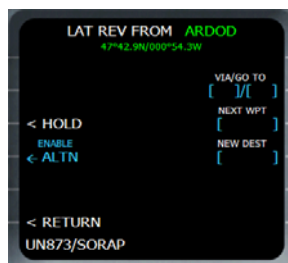 LAT REV FROM ARDOD
47°42.9N/000°54.3W
VIA/GO TO
[ ]/[ ]
NEXT WPT
< HOLD [ ]
ENABLE NEW DEST
← ALTN [ ]
< RETURN
UN873/SORAP